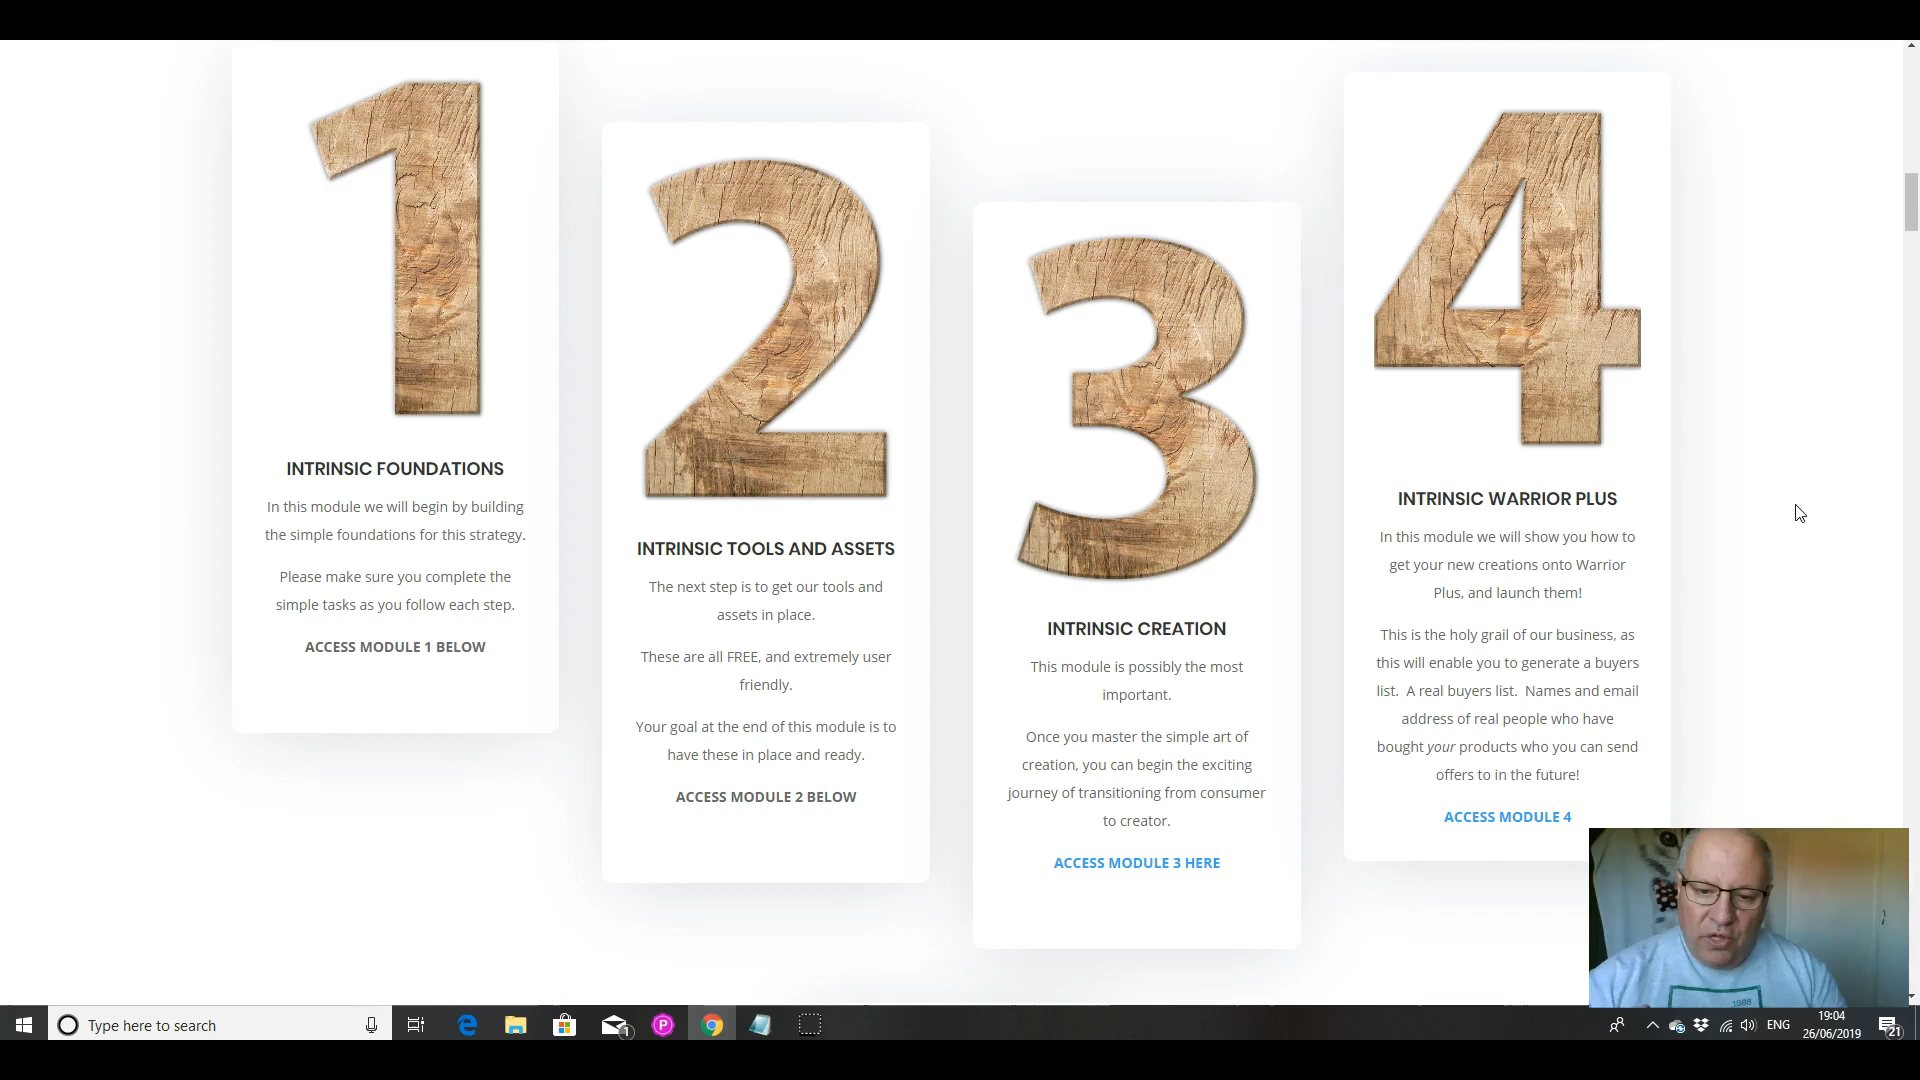 1
INTRINSIC FOUNDATIONS
In this module we will begin by building
the simple foundations for this strategy.
Please make sure you complete the
simple tasks as you follow each step.
ACCESS MODULE 1 BELOW
2
INTRINSIC TOOLS AND ASSETS
The next step is to get our tools and
assets in place.
These are all FREE, and extremely user
friendly.
Your goal at the end of this module is to
have these in place and ready.
ACCESS MODULE 2 BELOW
3
INTRINSIC CREATION
This module is possibly the most
important.
Once you master the simple art of
creation, you can begin the exciting
journey of transitioning from consumer
to creator.
ACCESS MODULE 3 HERE
4
INTRINSIC WARRIOR PLUS
In this module we will show you how to
get your new creations onto Warrior
Plus, and launch them!
This is the holy grail of our business, as
this will enable you to generate a buyers
list. A real buyers list. Names and email
address of real people who have
bought your products who you can send
offers to in the future!
ACCESS MODULE 4
1986
Type here to search
1
P
ENG
19:04
26/06/2019
21